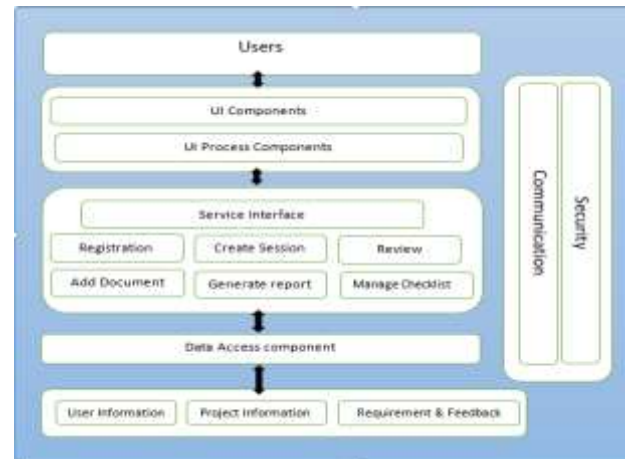 Users
UI Components
UI Process Components
Service Interface
Registration
Create Session
Review
Add Document
Generate report
Manage Checklist
Data Access component
User Information
Project Information
Requirement & Feedback
Communication
Security